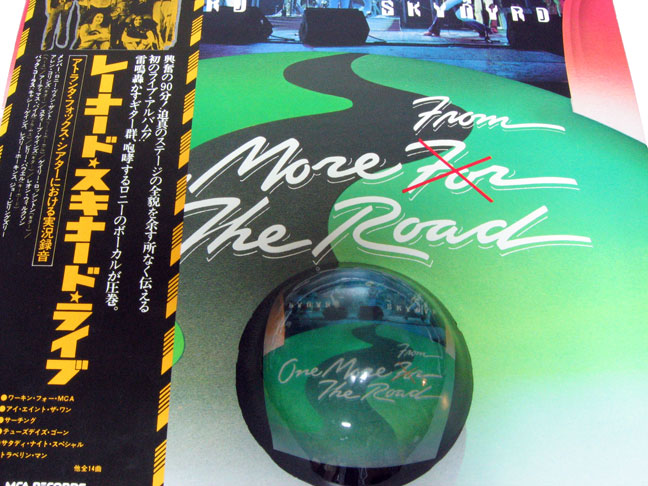 興奮の90分!迫真のステージの全貌を余す所なく伝える
初のライブ・アルバム!!
雷鳴轟かすギター群、咆哮するロニーのボーカルが圧巻。
アトランタ・フォックス・シアターにおける実況録音
レーナード★スキナード★ライブ
●ワーキン・フォー・MCA
●アイ・エイント・ザ・ワン
●サーチング
●テューズデイズ・ゴーン
サタディ・ナイト・スペシャル
トラベリン・マン
他全14曲
MCA RECORDS
From
More For
The Road
From
One More For
The Road